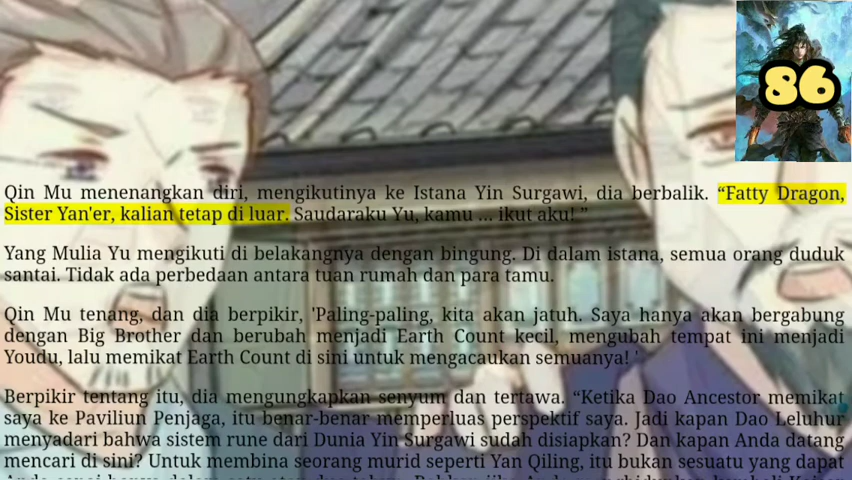 86
Qin Mu menenangkan diri, mengikutinya ke Istana Yin Surgawi, dia berbalik. “Fatty Dragon,
Sister Yan'er, kalian tetap di luar. Saudaraku Yu, kamu ... ikut aku! ”
Yang Mulia Yu mengikuti di belakangnya dengan bingung. Di dalam istana, semua orang duduk
santai. Tidak ada perbedaan antara tuan rumah dan para tamu.
Qin Mu tenang, dan dia berpikir, 'Paling-paling, kita akan jatuh. Saya hanya akan bergabung
dengan Big Brother dan berubah menjadi Earth Count kecil, mengubah tempat ini menjadi
Youdu, lalu memikat Earth Count di sini untuk mengacaukan semuanya! '
Berpikir tentang itu, dia mengungkapkan senyum dan tertawa. “Ketika Dao Ancestor memikat
saya ke Paviliun Penjaga, itu benar-benar memperluas perspektif saya. Jadi kapan Dao Leluhur
menyadari bahwa sistem rune dari Dunia Yin Surgawi sudah disiapkan? Dan kapan Anda datang
mencari di sini? Untuk membina seorang murid seperti Yan Qiling, itu bukan sesuatu yang dapat